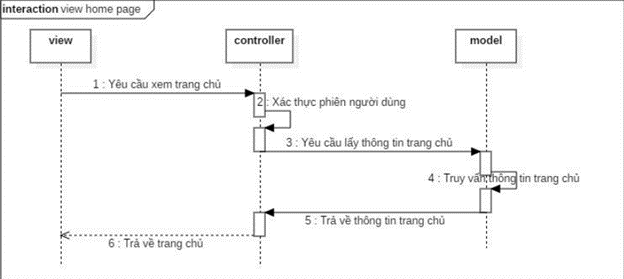 interaction view home page
view
controller
model
1 : Yêu cầu xem trang chủ
2 : Xác thực phiên người dùng
3 : Yêu cầu lấy thông tin trang chủ
4 : Truy vấn thông tin trang chủ
5 : Trả về thông tin trang chủ
6 : Trả về trang chủ